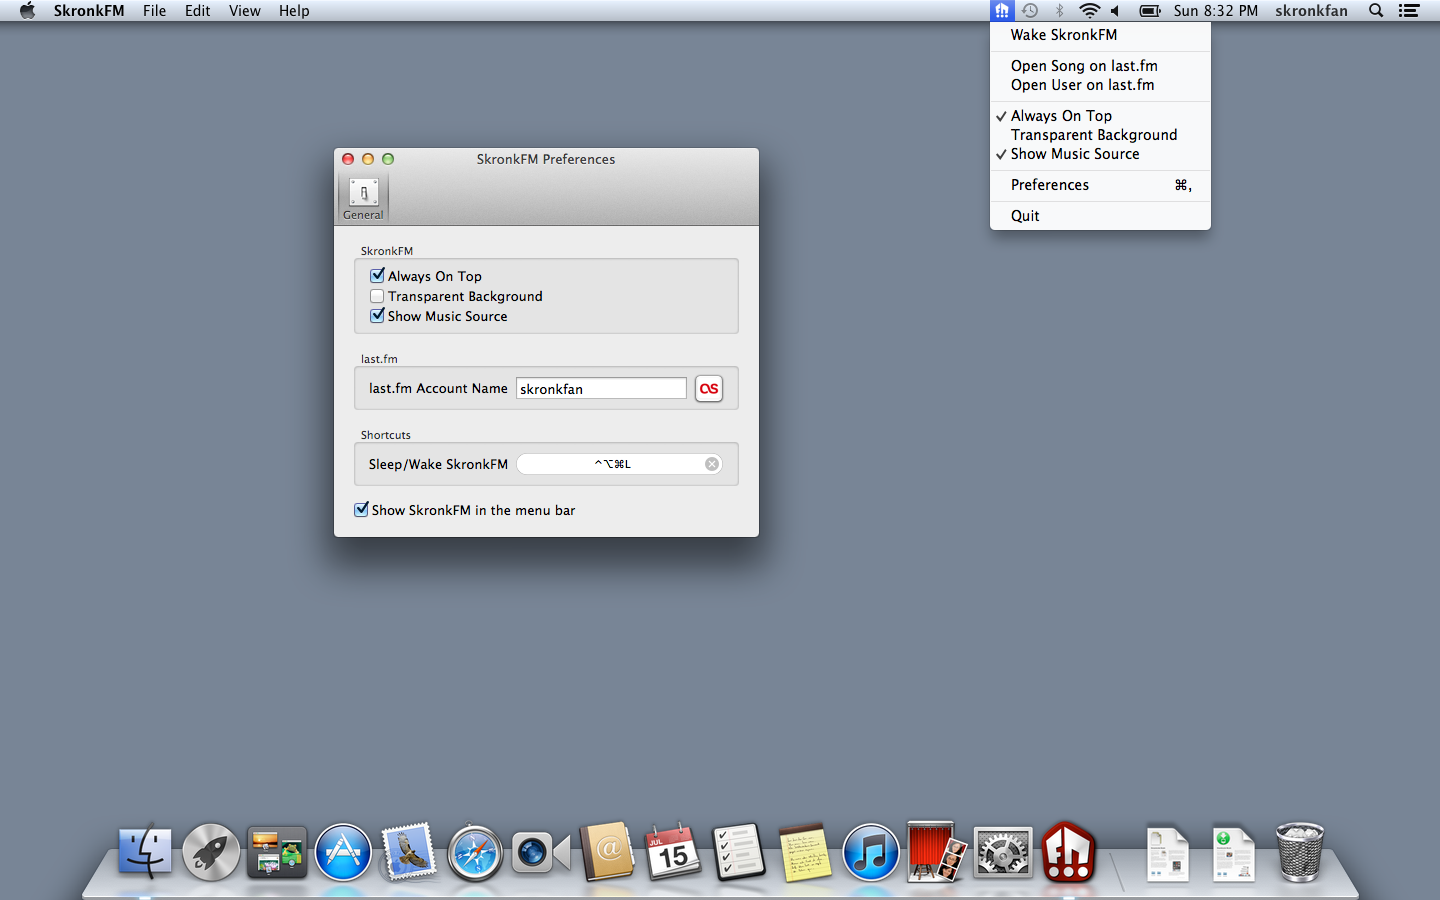 SkronkFM File Edit View Help Sun 8:32 PM skronkfan
Wake SkronkFM
Open Song on last.fm
Open User on last.fm
✓ Always On Top
Transparent Background
✓ Show Music Source
Preferences ⌘,
Quit
SkronkFM Preferences
General
SkronkFM
Always On Top
Transparent Background
Show Music Source
last.fm
last.fm Account Name skronkfan
Shortcuts
Sleep/Wake SkronkFM ^⌥⌘L
Show SkronkFM in the menu bar
JUL
15